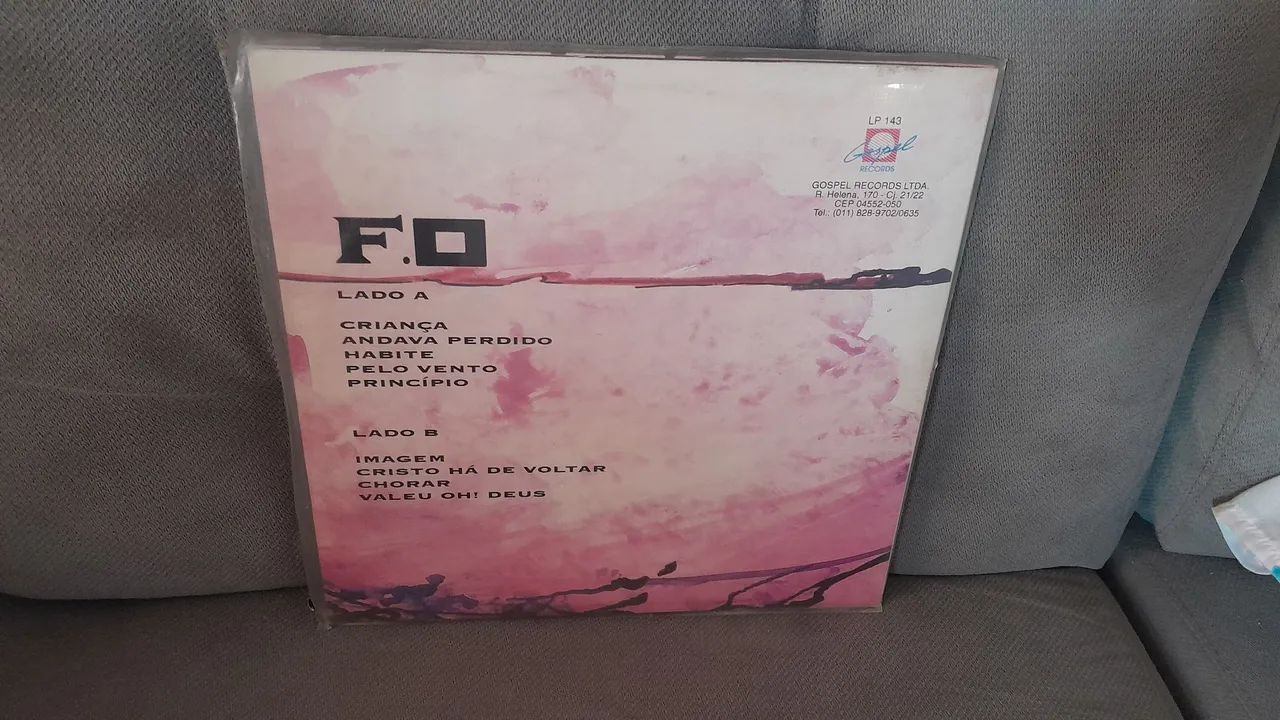 LP 143
Gospel
RECORDS
GOSPEL RECORDS LTDA.
R. Helena, 170 - Cj. 21/22
CEP 04552-050
Tel.: (011) 828-9702/0635
F.O
LADO A
CRIANÇA
ANDAVA PERDIDO
HABITE
PELO VENTO
PRINCÍPIO
LADO B
IMAGEM
CRISTO HÁ DE VOLTAR
CHORAR
VALEU OH! DEUS